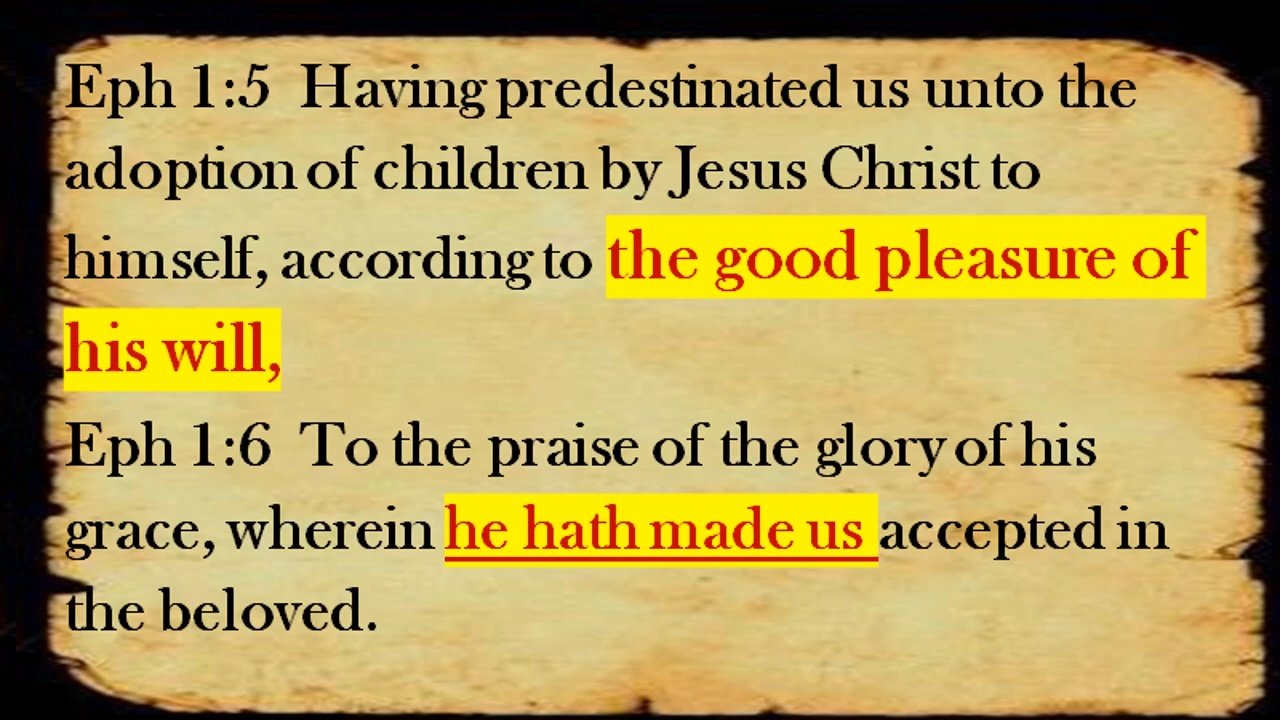 Eph 1:5  Having predestinated us unto the
adoption of children by Jesus Christ to
himself, according to the good pleasure of
his will,
Eph 1:6  To the praise of the glory of his
grace, wherein he hath made us accepted in
the beloved.